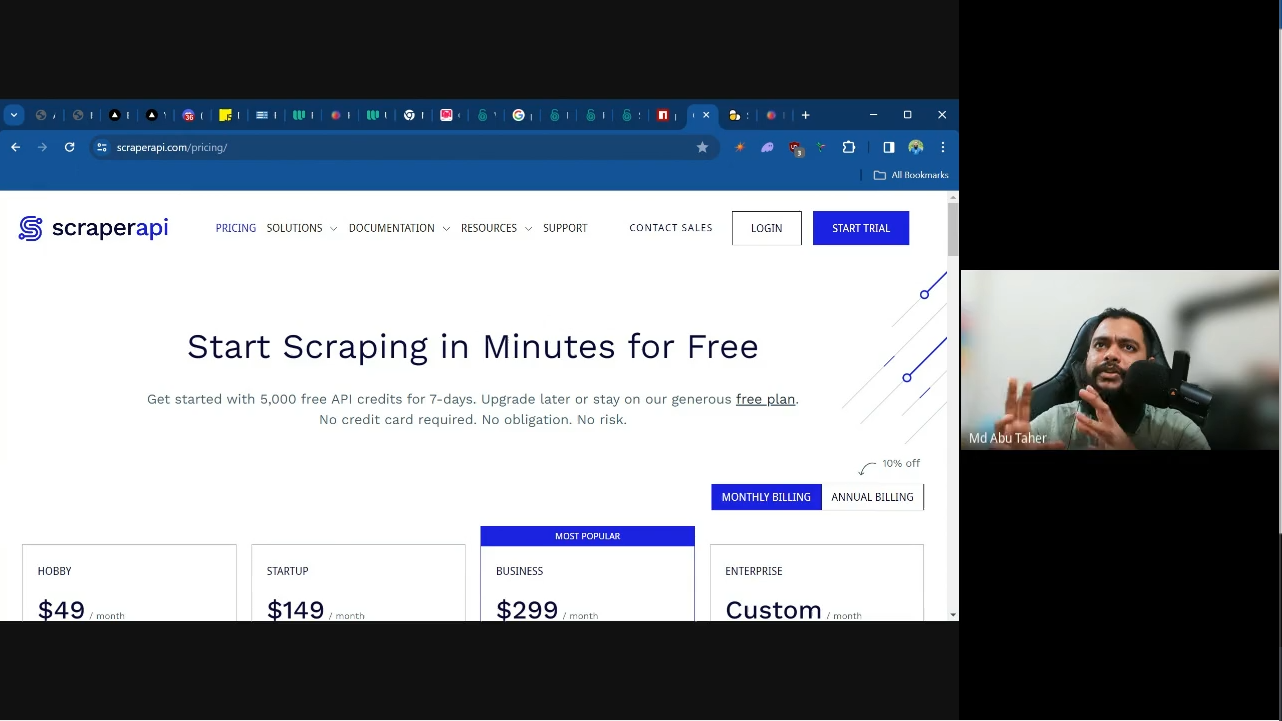 scraperapi.com/pricing/
All Bookmarks
scraperapi
PRICING SOLUTIONS DOCUMENTATION RESOURCES SUPPORT CONTACT SALES LOGIN START TRIAL
Start Scraping in Minutes for Free
Get started with 5,000 free API credits for 7-days. Upgrade later or stay on our generous free plan.
No credit card required. No obligation. No risk.
10% off
MONTHLY BILLING ANNUAL BILLING
MOST POPULAR
HOBBY STARTUP BUSINESS ENTERPRISE
$49 / month $149 / month $299 / month Custom / month
Md Abu Taher